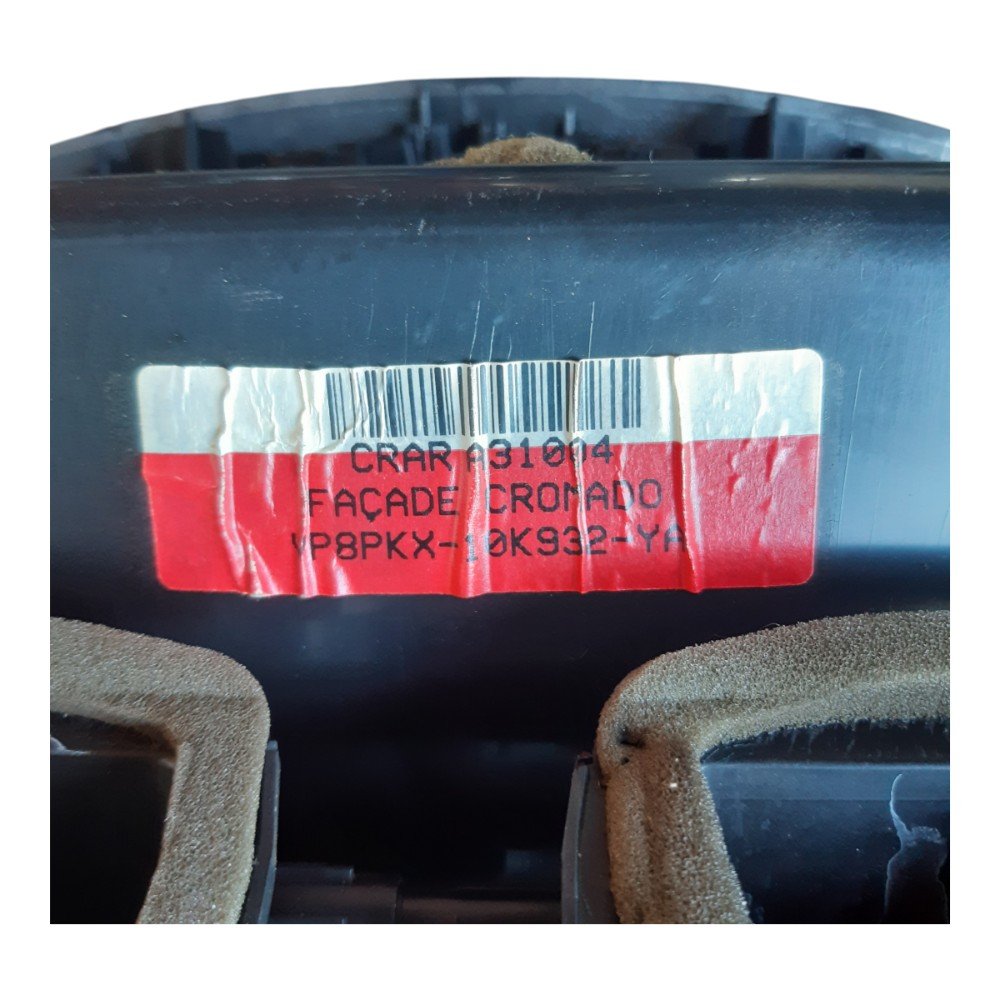 CRAR A31004
FAÇADE CROMADO
VP8PKX-10K932-YA